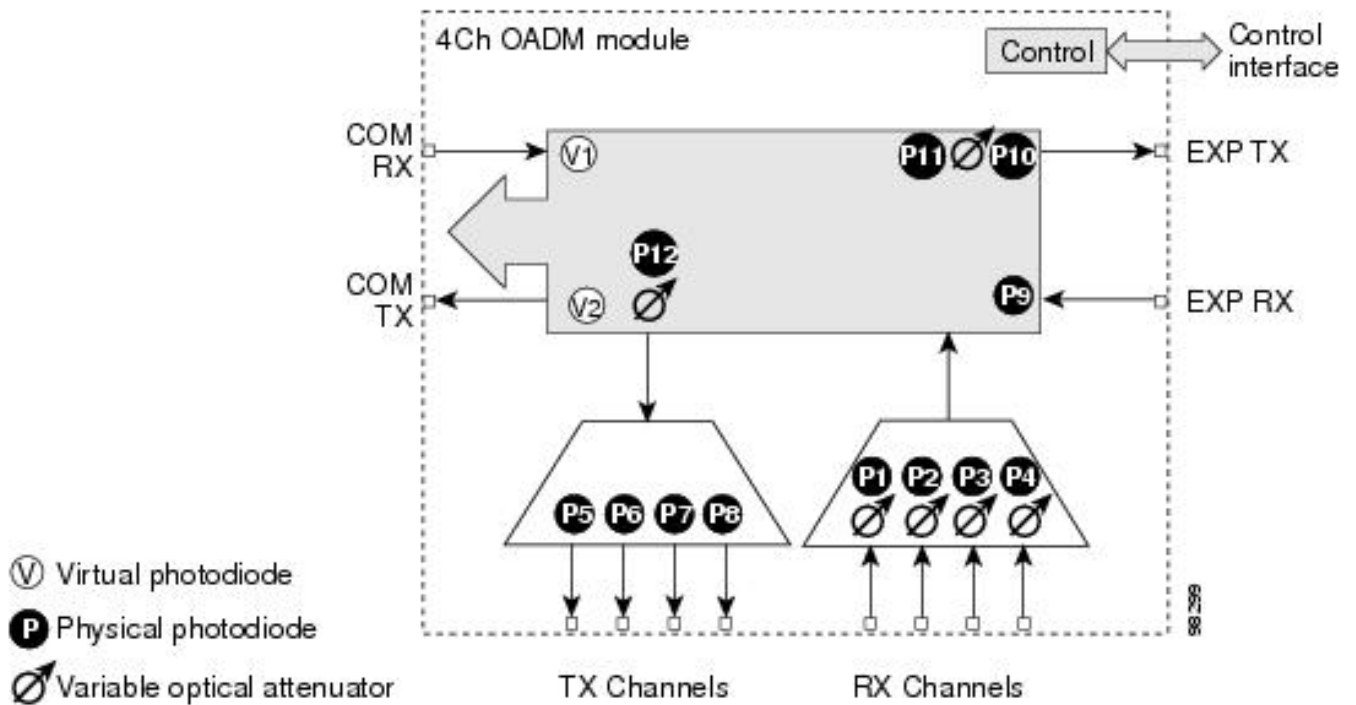 4Ch OADM module
Control
Control
interface
COM
RX
V1
P11
P10
EXP TX
P12
COM
TX
V2
P9
EXP RX
P1 P2 P3 P4
P5 P6 P7 P8
V Virtual photodiode
P Physical photodiode
Variable optical attenuator
TX Channels
RX Channels
98299